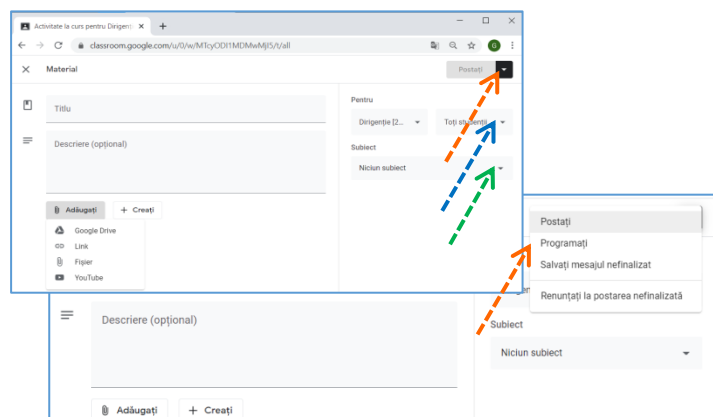 Activitate la curs pentru Dirigenț
classroom.google.com/u/0/w/MTcyODI1MDMwMjI5/t/all
G
Material
Postați
Titlu
Descriere (opțional)
Pentru
Dirigenție [2...
Toți studenții
Subiect
Niciun subiect
Adăugați
Creați
Google Drive
Link
Fișier
YouTube
Postați
Programați
Salvați mesajul nefinalizat
Renunțați la postarea nefinalizată
Descriere (opțional)
Subiect
Niciun subiect
Adăugați
Creați